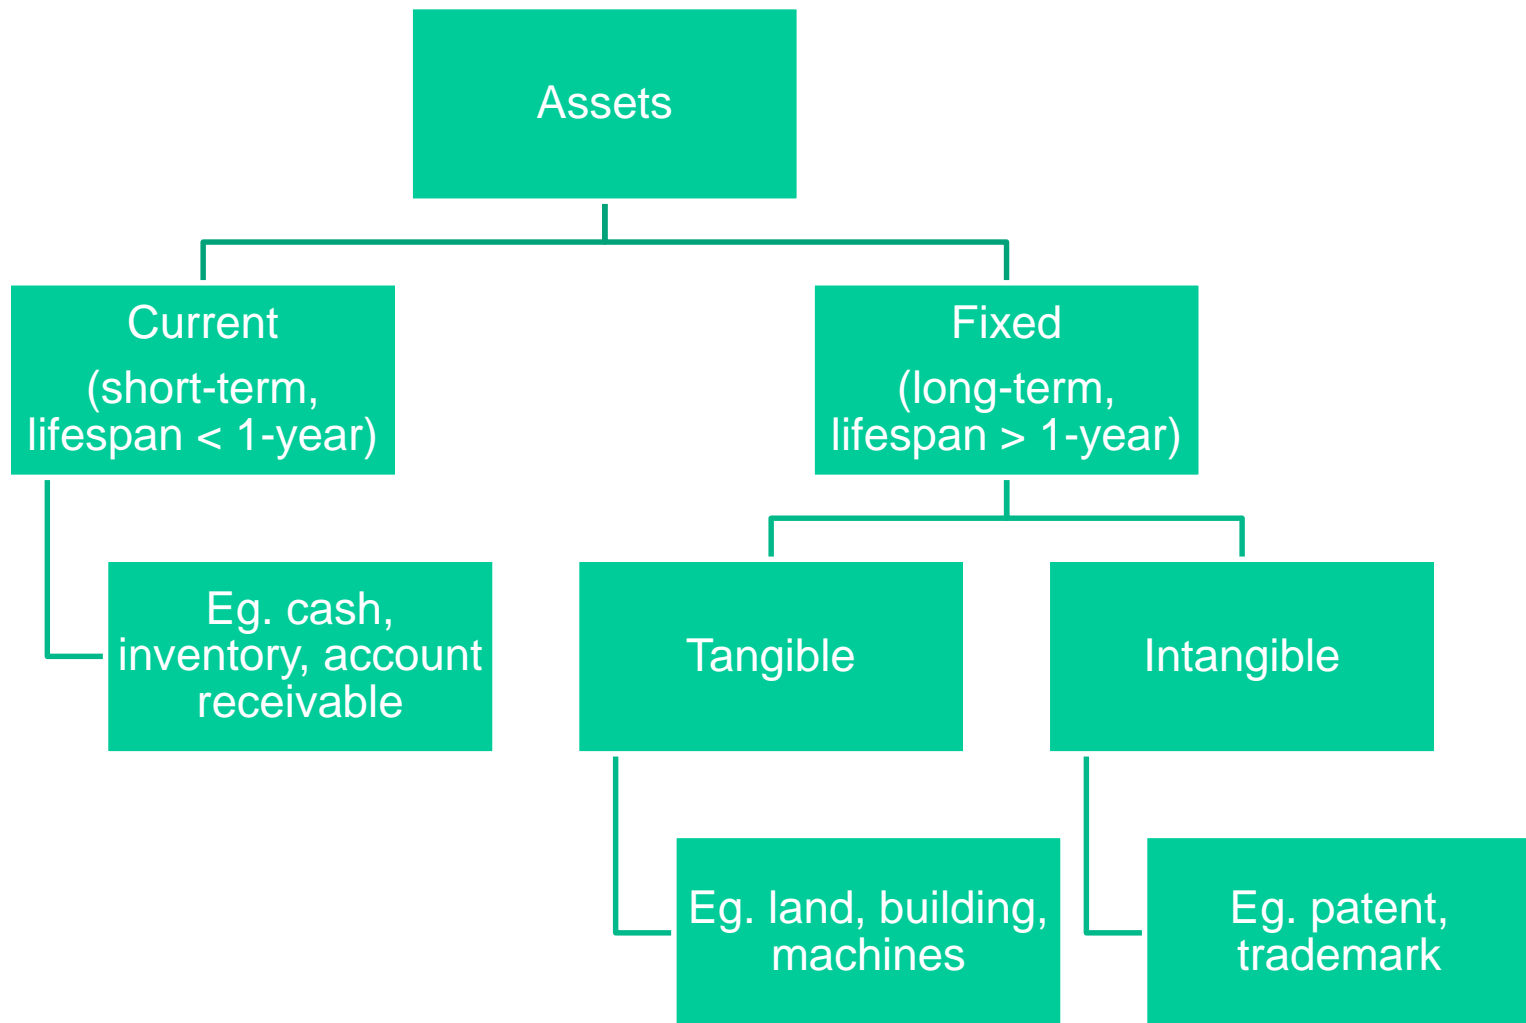 Assets
Current
(short-term,
lifespan < 1-year)
Fixed
(long-term,
lifespan > 1-year)
Eg. cash,
inventory, account
receivable
Tangible
Intangible
Eg. land, building,
machines
Eg. patent,
trademark